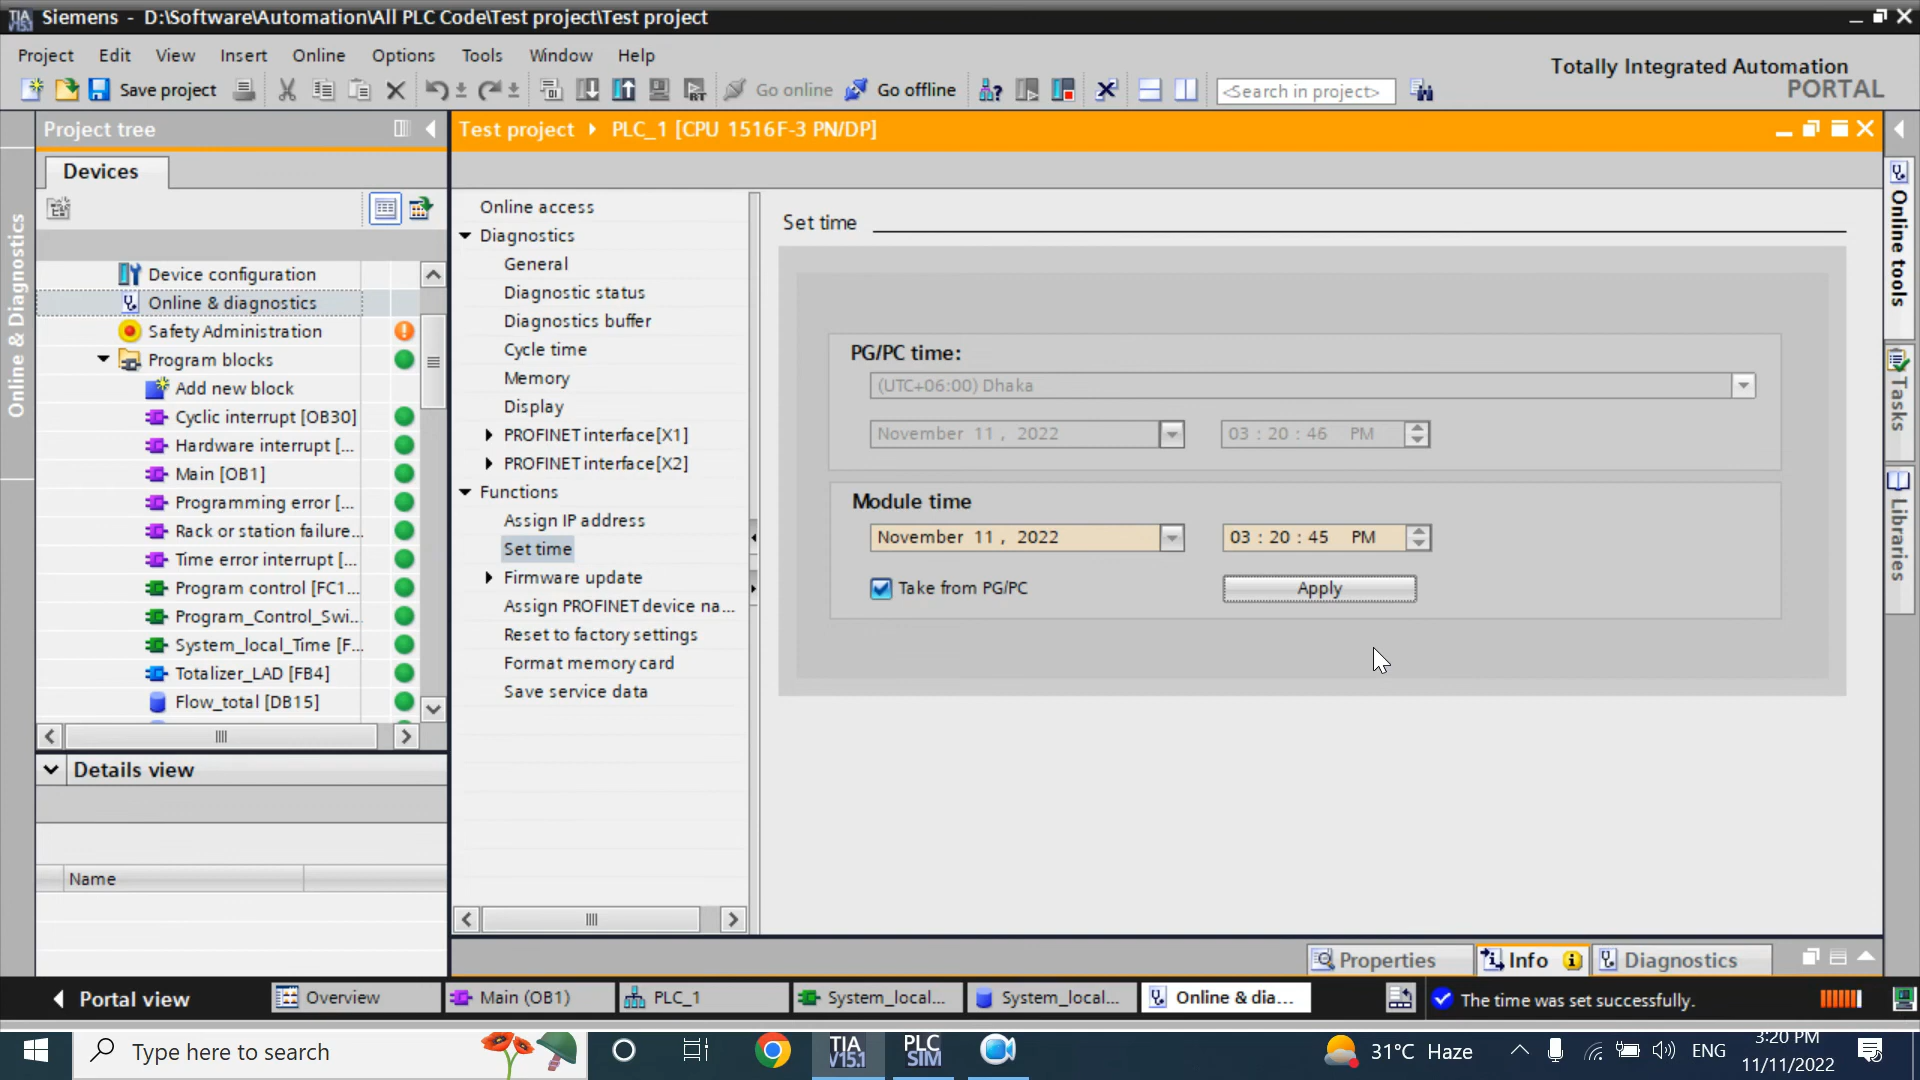 TIA V15.1 Siemens - D:\Software\Automation\All PLC Code\Test project\Test project
Project Edit View Insert Online Options Tools Window Help
Totally Integrated Automation
PORTAL
Save project Go online Go offline <Search in project>
Project tree
Test project PLC_1 [CPU 1516F-3 PN/DP]
Devices
Online & Diagnostics
Device configuration
Online & diagnostics
Safety Administration
Program blocks
Add new block
Cyclic interrupt [OB30]
Hardware interrupt [...
Main [OB1]
Programming error [...
Rack or station failure...
Time error interrupt [...
Program control [FC1...
Program_Control_Swi...
System_local_Time [F...
Totalizer_LAD [FB4]
Flow_total [DB15]
Details view
Name
Online access
Diagnostics
General
Diagnostic status
Diagnostics buffer
Cycle time
Memory
Display
PROFINET interface[X1]
PROFINET interface[X2]
Functions
Assign IP address
Set time
Firmware update
Assign PROFINET device na...
Reset to factory settings
Format memory card
Save service data
Set time
PG/PC time:
(UTC+06:00) Dhaka
November 11 , 2022 03 : 20 : 46 PM
Module time
November 11 , 2022 03 : 20 : 45 PM
Take from PG/PC Apply
Online tools
Tasks
Libraries
Properties Info Diagnostics
Portal view Overview Main (OB1) PLC_1 System_local... System_local... Online & dia... The time was set successfully.
Type here to search TIA V15.1 PLC SIM 31°C Haze ENG 3:20 PM
11/11/2022